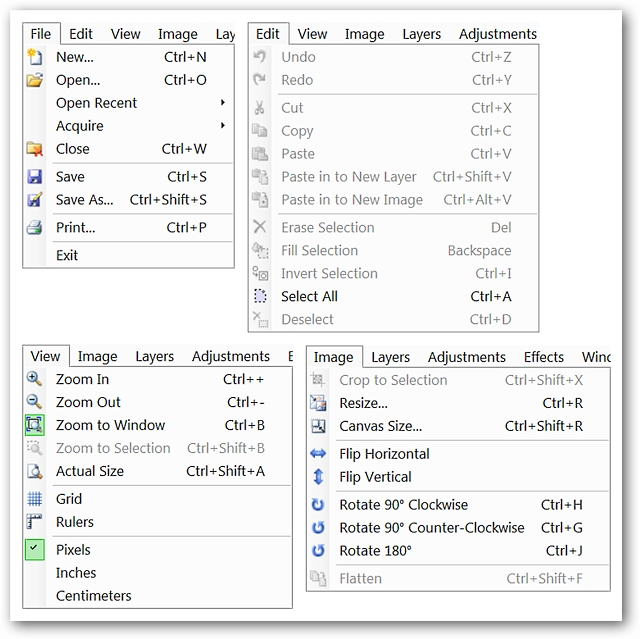 File Edit View Image Lay
New... Ctrl+N
Open... Ctrl+O
Open Recent
Acquire
Close Ctrl+W
Save Ctrl+S
Save As... Ctrl+Shift+S
Print... Ctrl+P
Exit
Edit View Image Layers Adjustments
Undo Ctrl+Z
Redo Ctrl+Y
Cut Ctrl+X
Copy Ctrl+C
Paste Ctrl+V
Paste in to New Layer Ctrl+Shift+V
Paste in to New Image Ctrl+Alt+V
Erase Selection Del
Fill Selection Backspace
Invert Selection Ctrl+I
Select All Ctrl+A
Deselect Ctrl+D
View Image Layers Adjustments E
Zoom In Ctrl++
Zoom Out Ctrl+-
Zoom to Window Ctrl+B
Zoom to Selection Ctrl+Shift+B
Actual Size Ctrl+Shift+A
Grid
Rulers
Pixels
Inches
Centimeters
Image Layers Adjustments Effects Winc
Crop to Selection Ctrl+Shift+X
Resize... Ctrl+R
Canvas Size... Ctrl+Shift+R
Flip Horizontal
Flip Vertical
Rotate 90° Clockwise Ctrl+H
Rotate 90° Counter-Clockwise Ctrl+G
Rotate 180° Ctrl+J
Flatten Ctrl+Shift+F